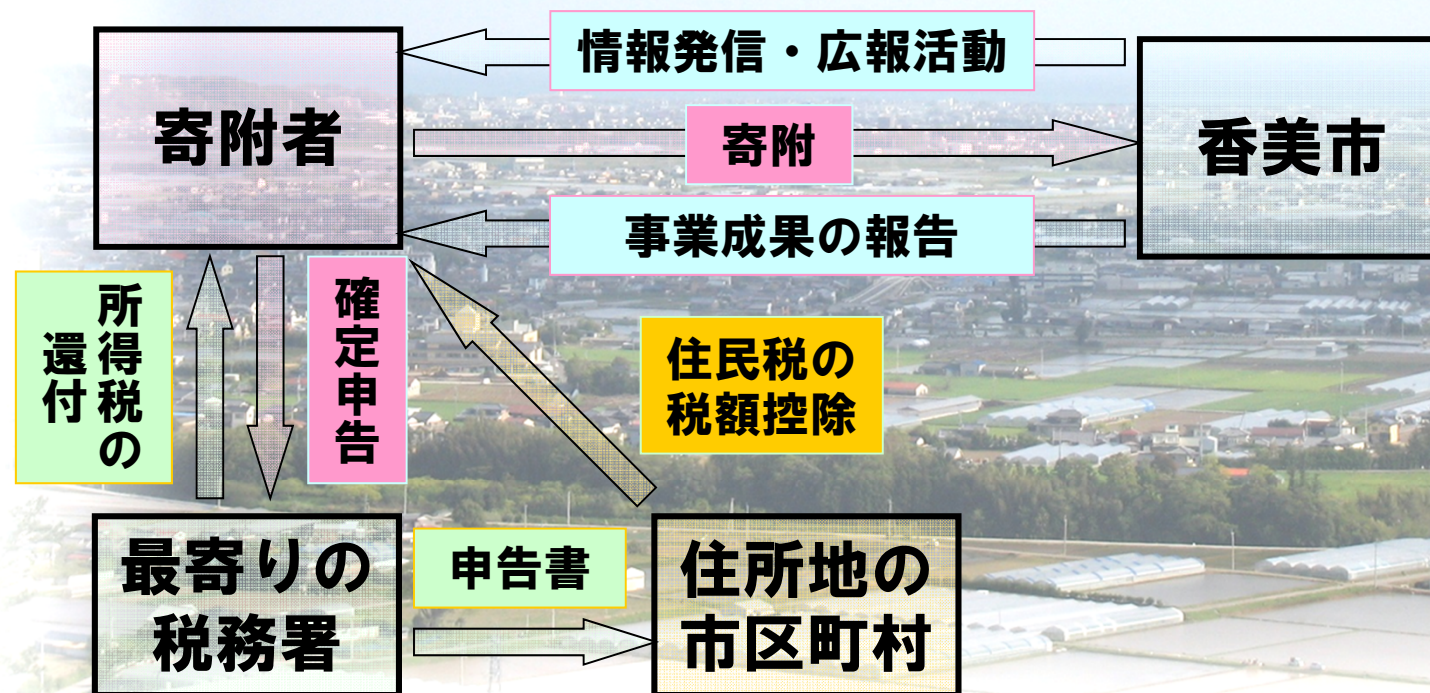 情報発信・広報活動
寄附者
寄附
香美市
事業成果の報告
所得税の
還付
確定申告
住民税の
税額控除
最寄りの
税務署
申告書
住所地の
市区町村